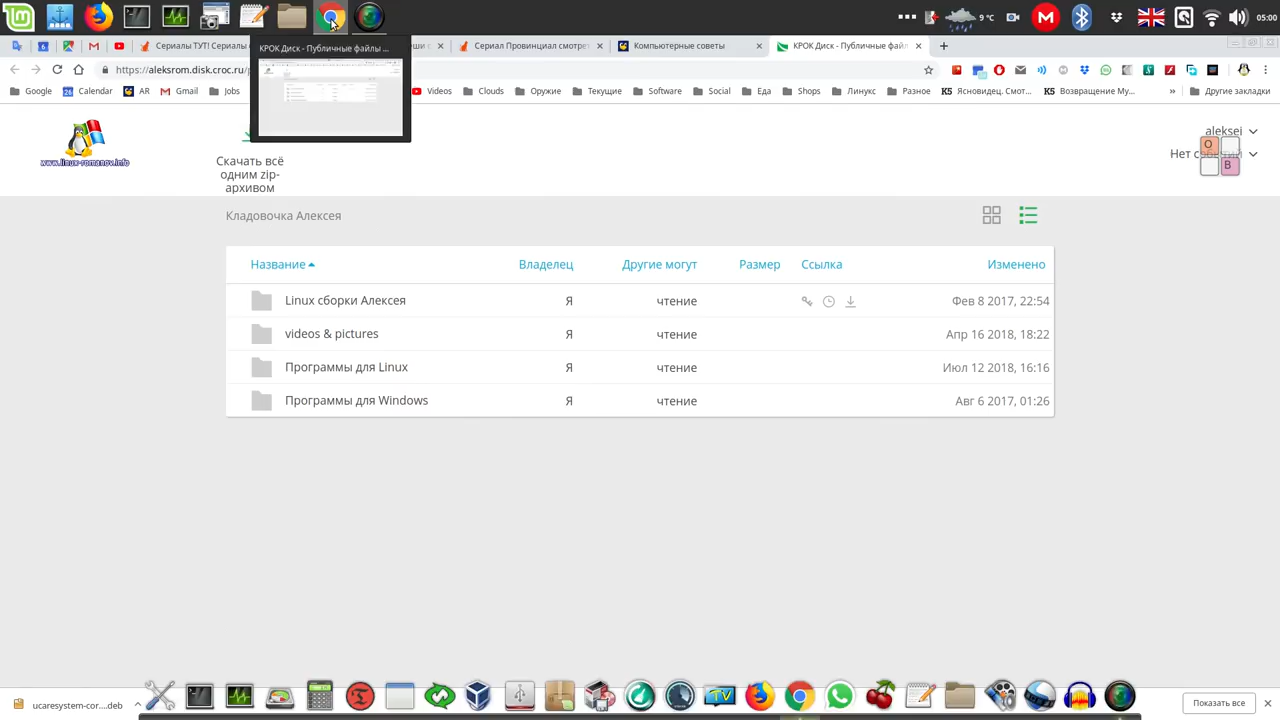 9 °C
05:00
КРОК Диск - Публичные файлы ...
Сериалы ТУТ! Сериалы
Сериал Провинциал смотрет
Компьютерные советы
КРОК Диск - Публичные файл
https://aleksrom.disk.croc.ru/p
Google
Calendar
AR
Gmail
Jobs
Videos
Clouds
Оружие
Текущие
Software
Social
Еда
Shops
Линукс
Разное
Ясновидец. Смот...
Возвращение Му...
»
Другие закладки
www.linux-romanov.info
Скачать всё
одним zip-
архивом
aleksei
Нет событий
O
B
Кладовочка Алексея
Название
Владелец
Другие могут
Размер
Ссылка
Изменено
Linux сборки Алексея
Я
чтение
Фев 8 2017, 22:54
videos & pictures
Я
чтение
Апр 16 2018, 18:22
Программы для Linux
Я
чтение
Июл 12 2018, 16:16
Программы для Windows
Я
чтение
Авг 6 2017, 01:26
TV
ucaresystem-cor....deb
Показать все